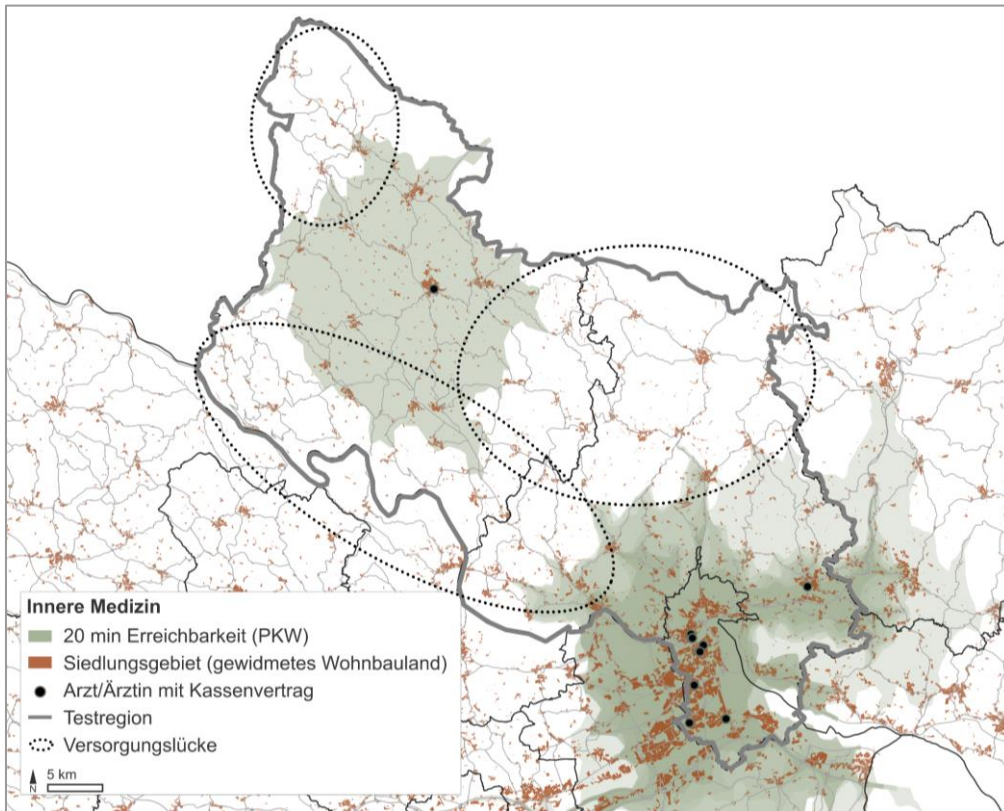 Innere Medizin
20 min Erreichbarkeit (PKW)
Siedlungsgebiet (gewidmetes Wohnbauland)
Arzt/Ärztin mit Kassenvertrag
Testregion
Versorgungslücke
N
5 km